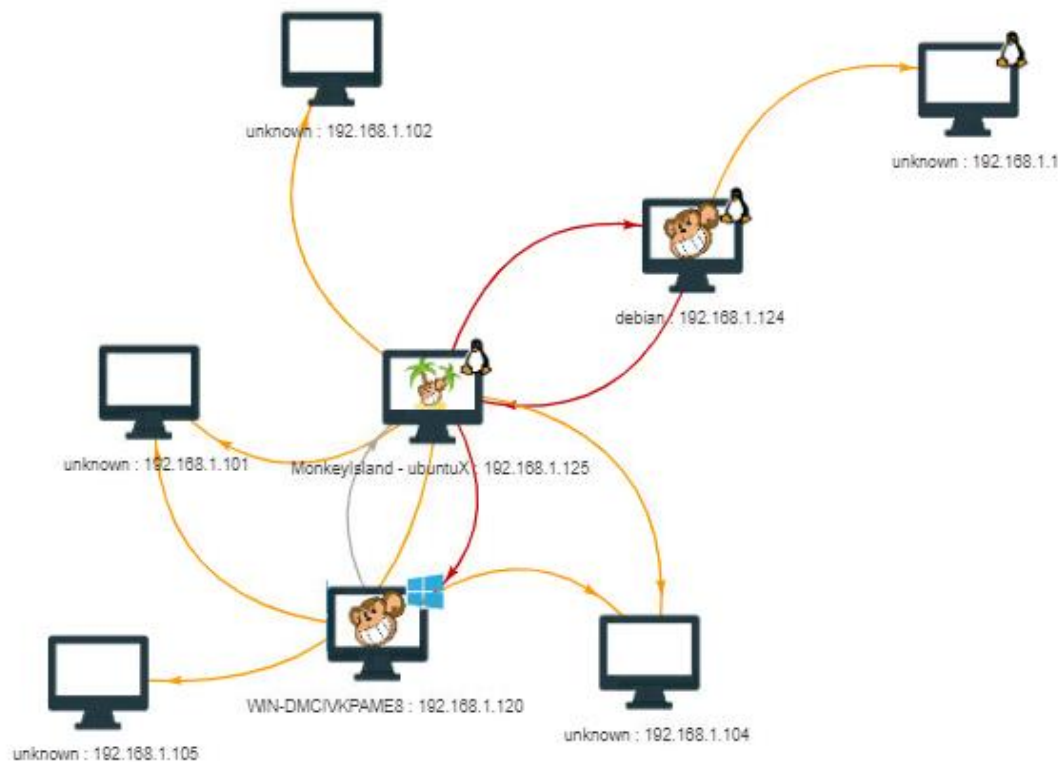 unknown : 192.168.1.102
unknown : 192.168.1.1
debian : 192.168.1.124
unknown : 192.168.1.101
MonkeyIsland - ubuntuX : 192.168.1.125
WIN-DMCIVKPAME8 : 192.168.1.120
unknown : 192.168.1.104
unknown : 192.168.1.105